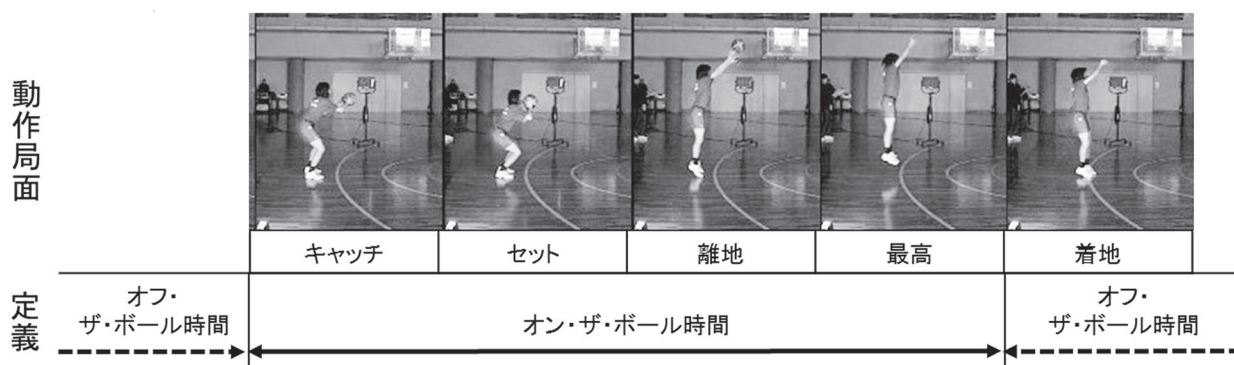 動作局面
キャッチ
セット
離地
最高
着地
定義
オフ・
ザ・ボール時間
オン・ザ・ボール時間
オフ・
ザ・ボール時間